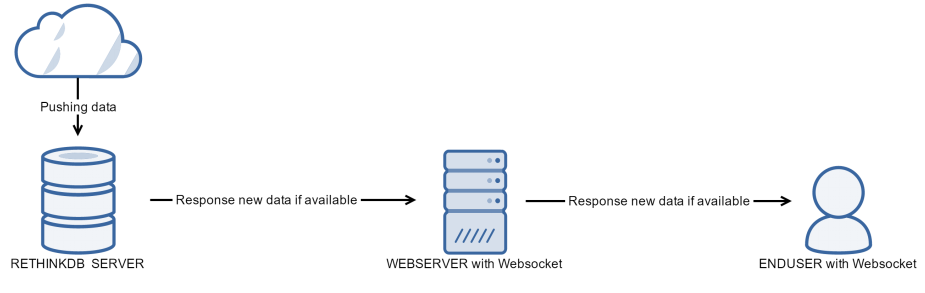 Pushing data
Response new data if available
Response new data if available
RETHINKDB SERVER
WEBSERVER with Websocket
ENDUSER with Websocket